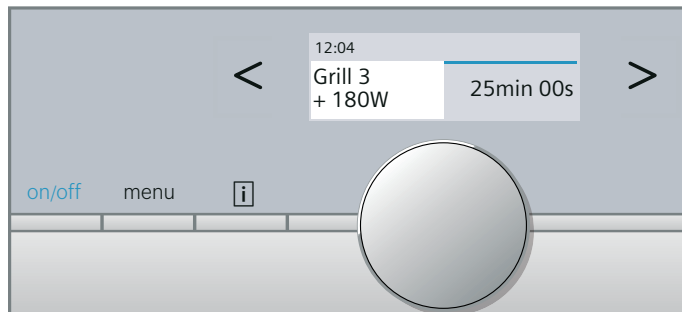 12:04
<
Grill 3
+ 180W
25min 00s
>
on/off
menu
i